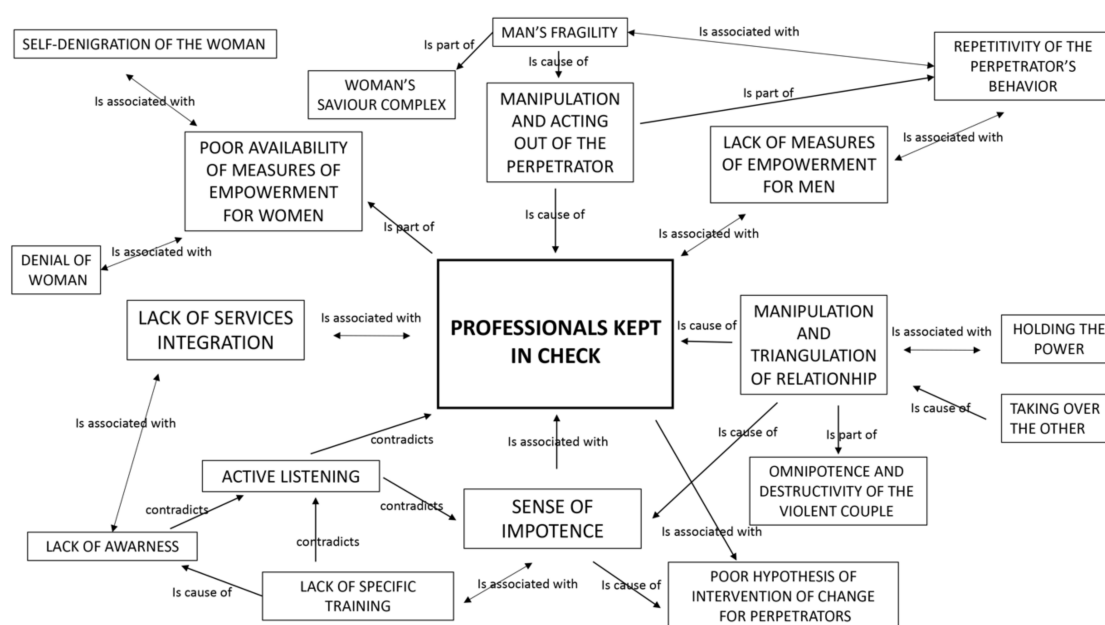 MAN'S FRAGILITY
SELF-DENIGRATION OF THE WOMAN
Is associated with
REPETITIVITY OF THE
PERPETRATOR'S
BEHAVIOR
Is part of
Is cause of
WOMAN'S
SAVIOUR COMPLEX
MANIPULATION
AND ACTING
OUT OF THE
PERPETRATOR
Is part of
Is associated with
Is associated with
POOR AVAILABILITY
OF MEASURES OF
EMPOWERMENT
FOR WOMEN
LACK OF MEASURES
OF EMPOWERMENT
FOR MEN
Is cause of
Is part of
Is associated with
Is associated with
DENIAL OF
WOMAN
LACK OF SERVICES
INTEGRATION
Is associated with
PROFESSIONALS KEPT
IN CHECK
Is cause of
MANIPULATION
AND
TRIANGULATION
OF RELATIONHIP
Is associated with
HOLDING THE
POWER
Is cause of
TAKING OVER
THE OTHER
Is associated with
contradicts
Is associated with
Is cause of
Is part of
ACTIVE LISTENING
contradicts
OMNIPOTENCE AND
DESTRUCTIVITY OF THE
VIOLENT COUPLE
contradicts
SENSE OF
IMPOTENCE
Is associated with
LACK OF AWARNESS
contradicts
Is cause of
LACK OF SPECIFIC
TRAINING
Is associated with
Is cause of
POOR HYPOTHESIS OF
INTERVENTION OF CHANGE
FOR PERPETRATORS